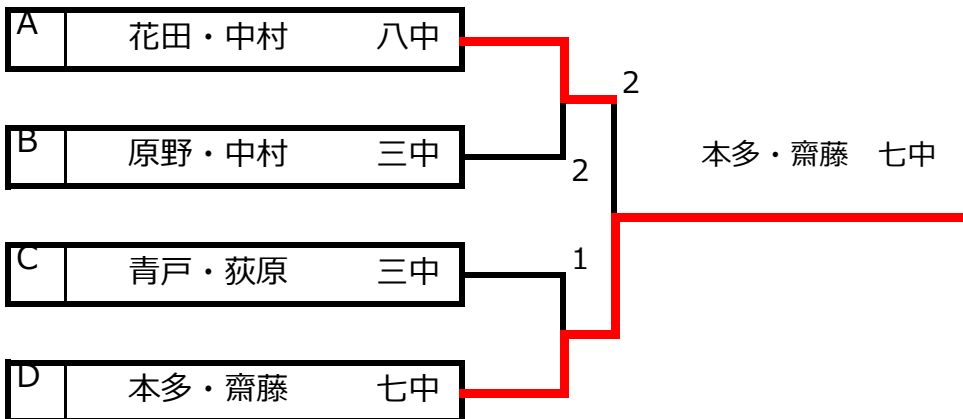 A 花田・中村 八中
2
B 原野・中村 三中
本多・齋藤 七中
2
C 青戸・荻原 三中
1
D 本多・齋藤 七中